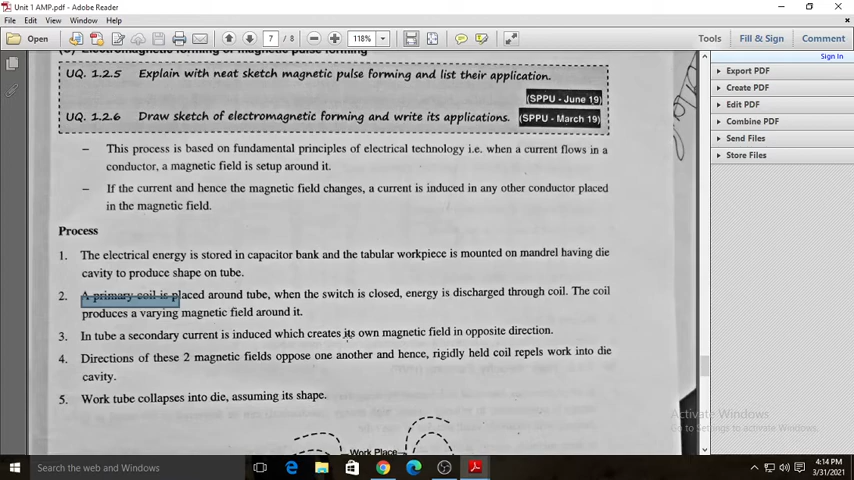 Unit 1 AMP.pdf - Adobe Reader
File Edit View Window Help
Open 7 / 8 118% Tools Fill & Sign Comment
Sign In
Export PDF
Create PDF
Edit PDF
Combine PDF
Send Files
Store Files
UQ. 1.2.5 Explain with neat sketch magnetic pulse forming and list their application.
(SPPU - June 19)
UQ. 1.2.6 Draw sketch of electromagnetic forming and write its applications. (SPPU - March 19)
– This process is based on fundamental principles of electrical technology i.e. when a current flows in a
conductor, a magnetic field is setup around it.
– If the current and hence the magnetic field changes, a current is induced in any other conductor placed
in the magnetic field.
Process
1. The electrical energy is stored in capacitor bank and the tabular workpiece is mounted on mandrel having die
cavity to produce shape on tube.
2. A primary coil is placed around tube, when the switch is closed, energy is discharged through coil. The coil
produces a varying magnetic field around it.
3. In tube a secondary current is induced which creates its own magnetic field in opposite direction.
4. Directions of these 2 magnetic fields oppose one another and hence, rigidly held coil repels work into die
cavity.
5. Work tube collapses into die, assuming its shape.
Work Place
Activate Windows
Go to Settings to activate Windows.
Search the web and Windows
4:14 PM
3/31/2021